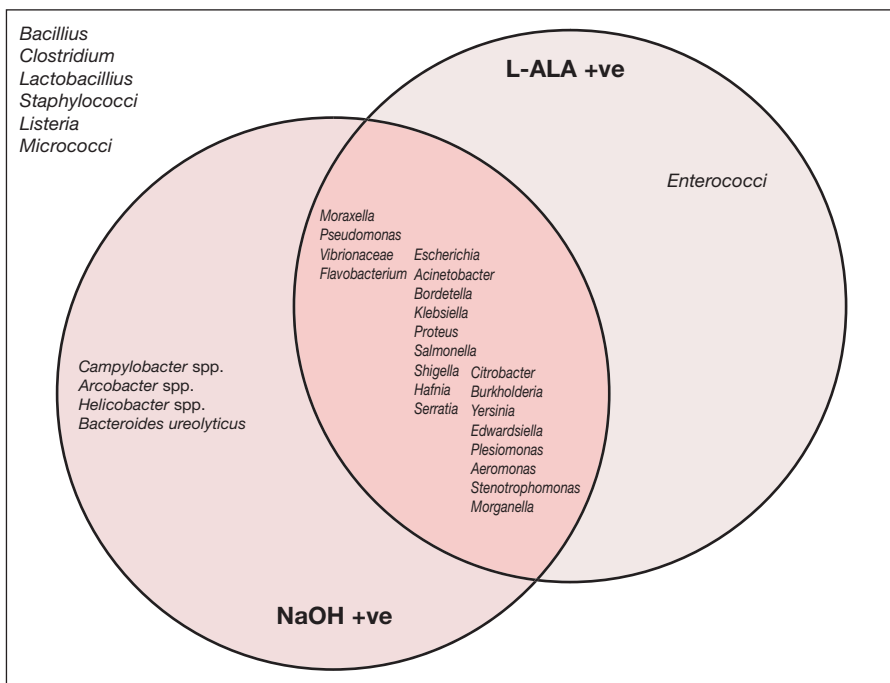 Bacillius
Clostridium
Lactobacillius
Staphylococci
Listeria
Micrococci
L-ALA +ve
Enterococci
Moraxella
Pseudomonas
Vibrionaceae
Flavobacterium
Escherichia
Acinetobacter
Bordetella
Klebsiella
Proteus
Salmonella
Shigella
Hafnia
Serratia
Citrobacter
Burkholderia
Yersinia
Edwardsiella
Plesiomonas
Aeromonas
Stenotrophomonas
Morganella
Campylobacter spp.
Arcobacter spp.
Helicobacter spp.
Bacteroides ureolyticus
NaOH +ve